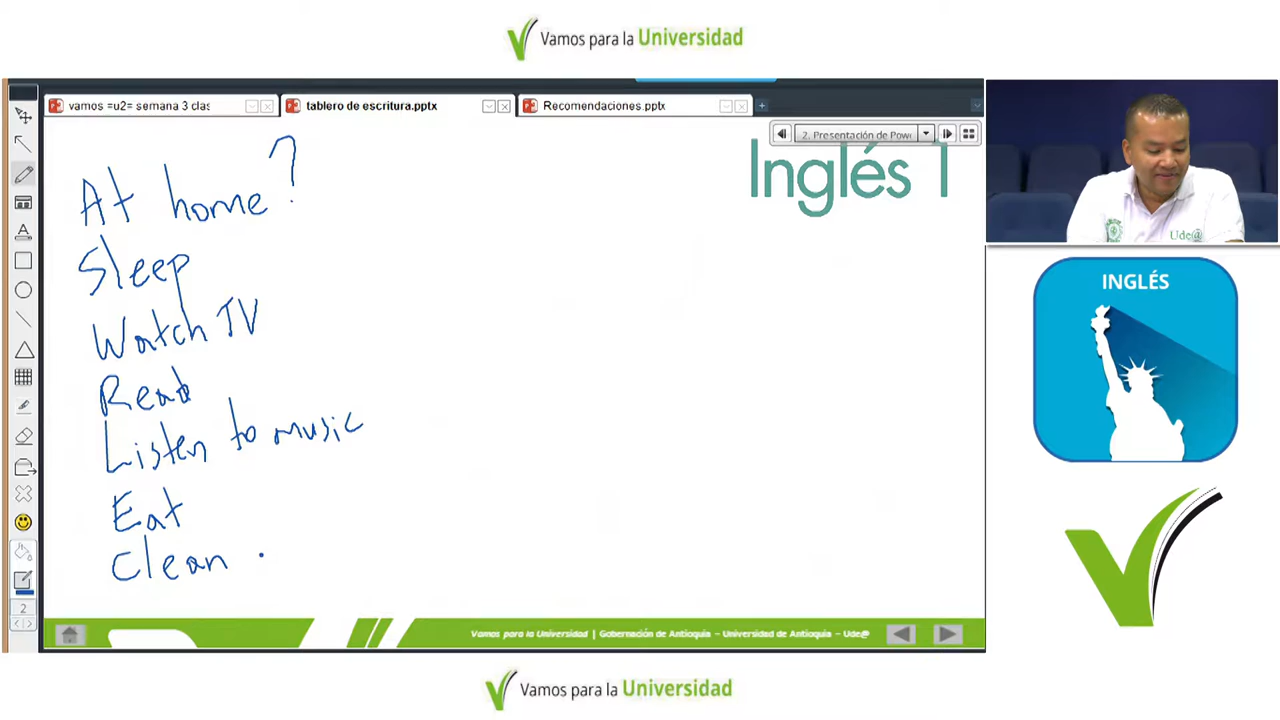 Vamos para la Universidad
vamos =u2= semana 3 clas
tablero de escritura.pptx
Recomendaciones.pptx
2. Presentación de Powe
Inglés 1
At home?
Sleep
Watch TV
Read
Listen to music
Eat
Clean .
Ude@
INGLÉS
2
Vamos para la Universidad | Gobernación de Antioquia – Universidad de Antioquia – Ude@
Vamos para la Universidad